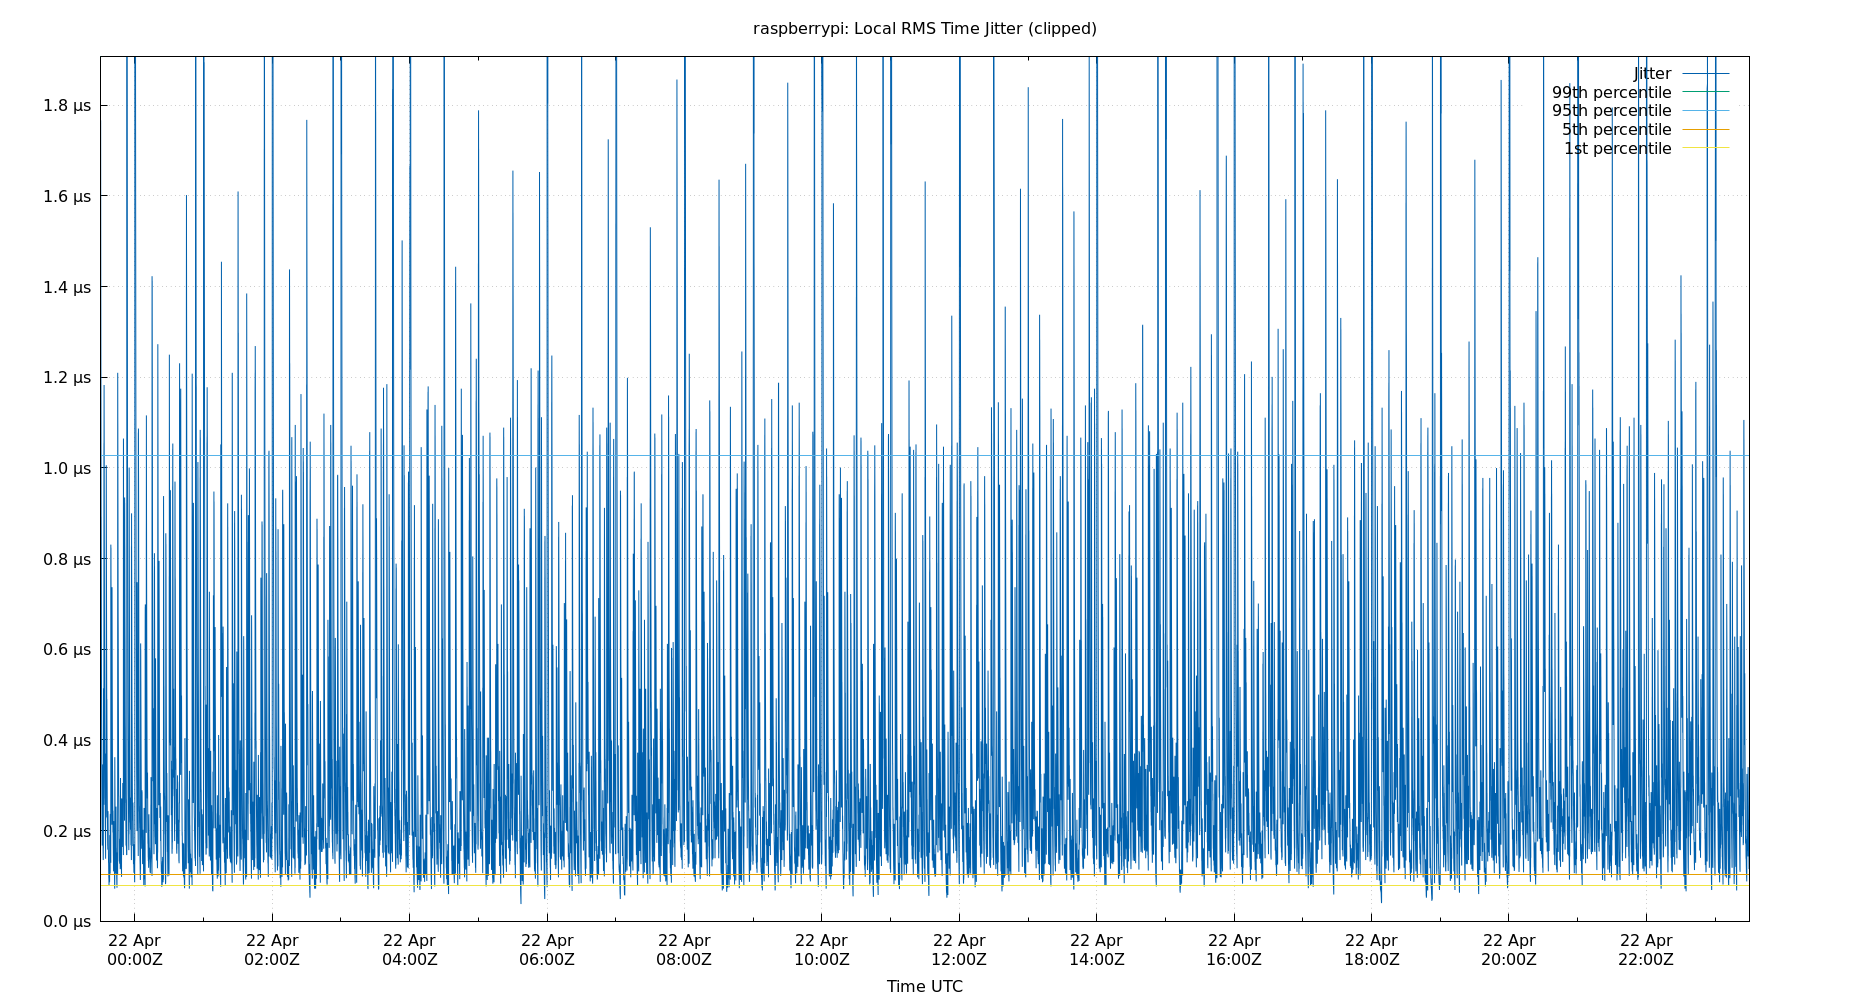 raspberrypi: Local RMS Time Jitter (clipped)
Jitter
99th percentile
95th percentile
5th percentile
1st percentile
1.8 µs
1.6 µs
1.4 µs
1.2 µs
1.0 µs
0.8 µs
0.6 µs
0.4 µs
0.2 µs
0.0 µs
22 Apr 22 Apr 22 Apr 22 Apr 22 Apr 22 Apr 22 Apr 22 Apr 22 Apr 22 Apr 22 Apr 22 Apr
00:00Z 02:00Z 04:00Z 06:00Z 08:00Z 10:00Z 12:00Z 14:00Z 16:00Z 18:00Z 20:00Z 22:00Z
Time UTC